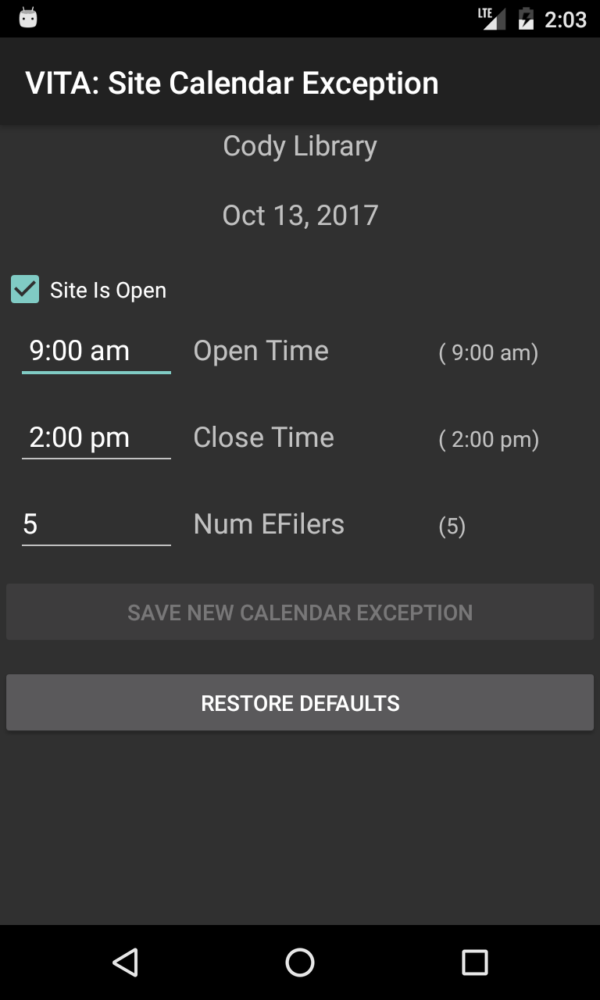 LTE 2:03
VITA: Site Calendar Exception
Cody Library
Oct 13, 2017
Site Is Open
9:00 am Open Time ( 9:00 am)
2:00 pm Close Time ( 2:00 pm)
5 Num EFilers (5)
SAVE NEW CALENDAR EXCEPTION
RESTORE DEFAULTS